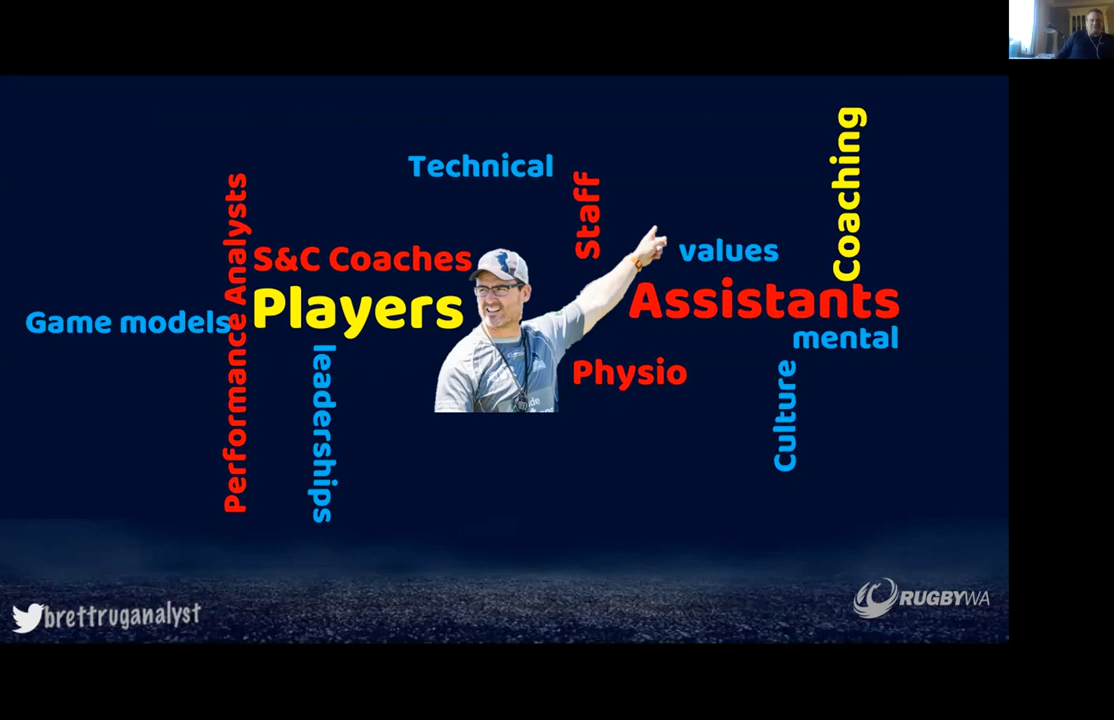 Coaching
Technical
Staff
Performance Analysts
S&C Coaches
values
Players
Assistants
Game models
mental
leaderships
Physio
Culture
brettruganalyst
RUGBYWA